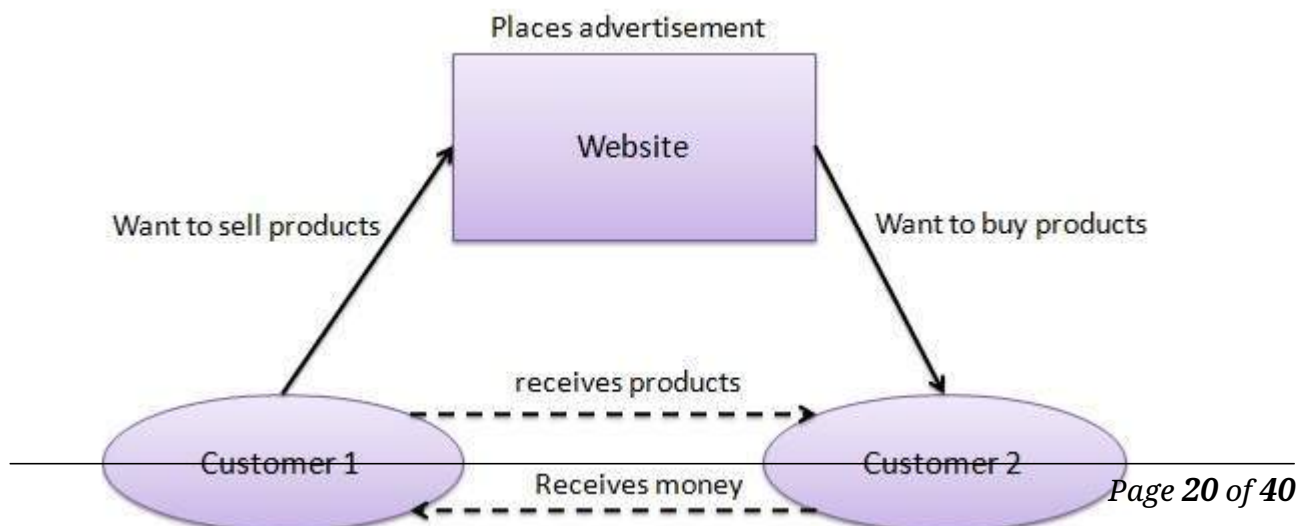 Places advertisement
Website
Want to sell products
Want to buy products
receives products
Customer 1
Customer 2
Receives money
Page 20 of 40